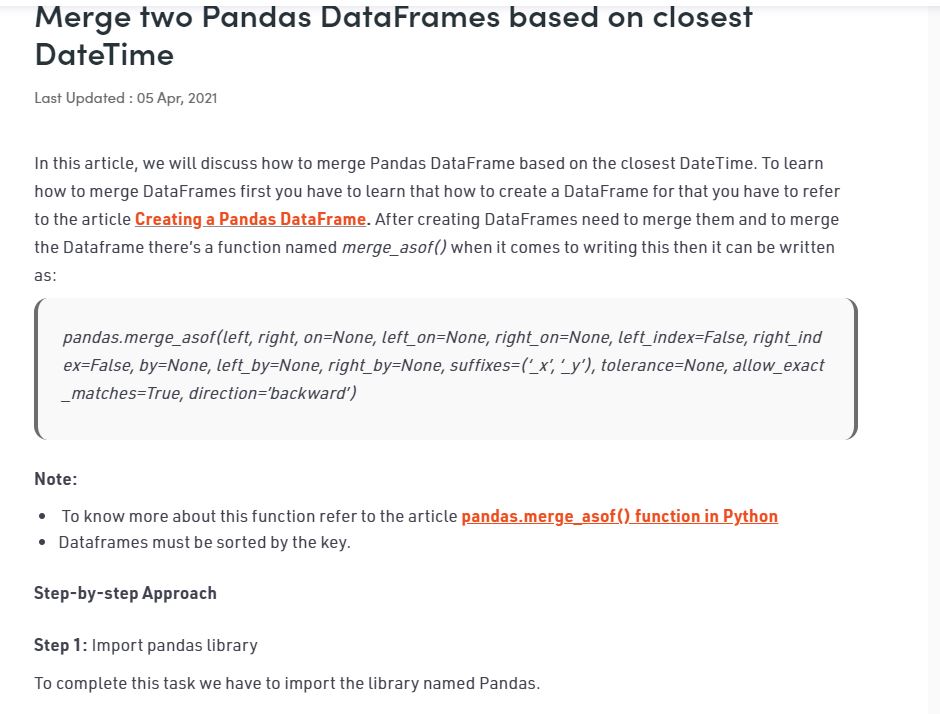 Merge two Pandas DataFrames based on closest
DateTime
Last Updated : 05 Apr, 2021
In this article, we will discuss how to merge Pandas DataFrame based on the closest DateTime. To learn
how to merge DataFrames first you have to learn that how to create a DataFrame for that you have to refer
to the article Creating a Pandas DataFrame. After creating DataFrames need to merge them and to merge
the Dataframe there's a function named merge_asof() when it comes to writing this then it can be written
as:
pandas.merge_asof(left, right, on=None, left_on=None, right_on=None, left_index=False, right_ind
ex=False, by=None, left_by=None, right_by=None, suffixes=(‘_x’, ‘_y’), tolerance=None, allow_exact
_matches=True, direction=’backward’)
Note:
• To know more about this function refer to the article pandas.merge_asof() function in Python
• Dataframes must be sorted by the key.
Step-by-step Approach
Step 1: Import pandas library
To complete this task we have to import the library named Pandas.